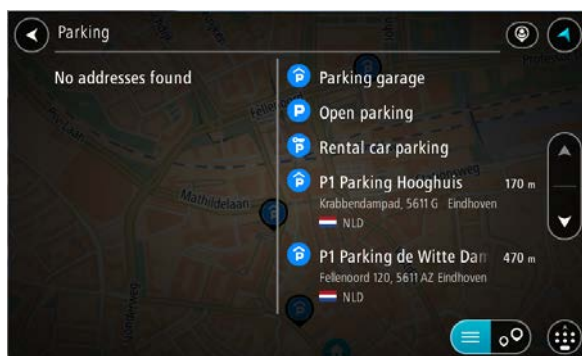 Parking
No addresses found
Parking garage
Open parking
Rental car parking
P1 Parking Hooghuis 170 m
Krabbendampad, 5611 G Eindhoven
NLD
P1 Parking de Witte Dam 470 m
Fellenoord 120, 5611 AZ Eindhoven
NLD
Mathildelaan